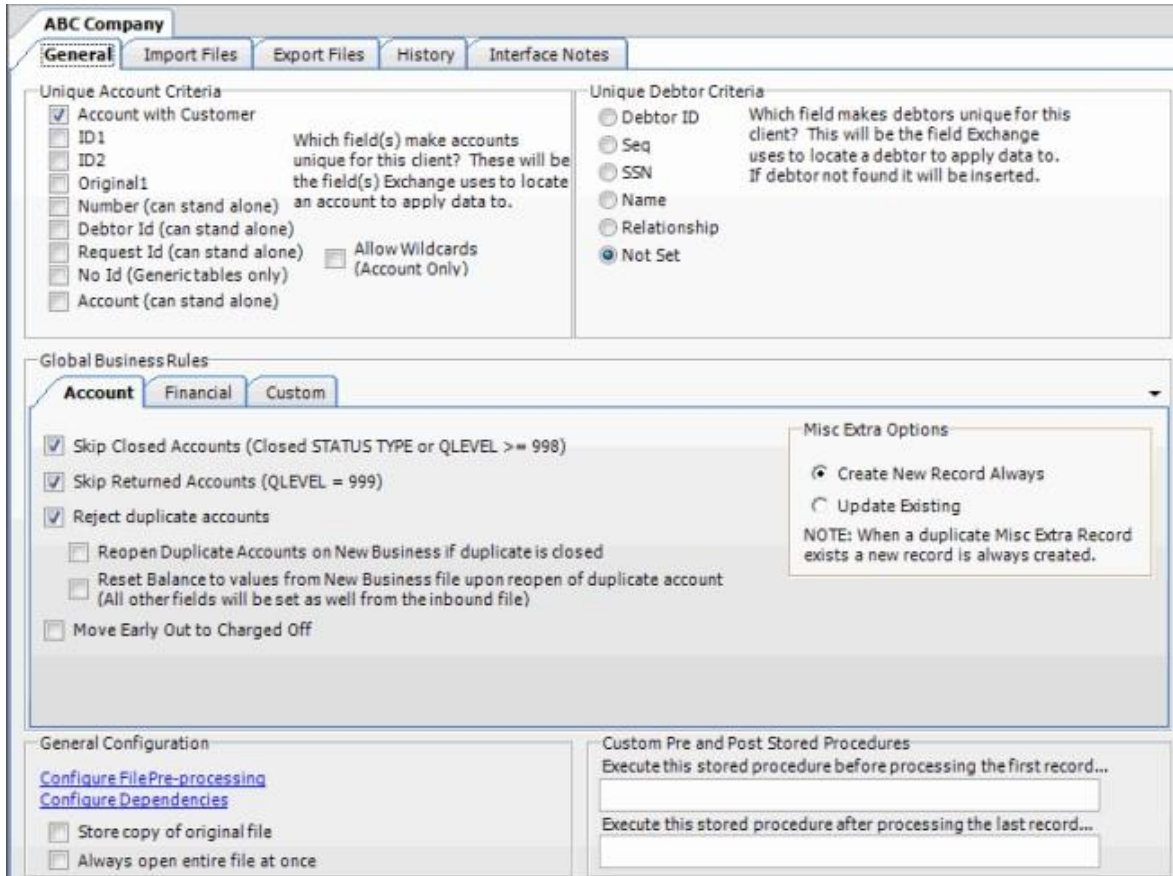 ABC Company
General Import Files Export Files History Interface Notes
Unique Account Criteria
Account with Customer
ID1
ID2
Original1
Number (can stand alone)
Debtor Id (can stand alone)
Request Id (can stand alone)
No Id (Generic tables only)
Account (can stand alone)
Which field(s) make accounts
unique for this client? These will be
the field(s) Exchange uses to locate
an account to apply data to.
Allow Wildcards
(Account Only)
Unique Debtor Criteria
Debtor ID
Seq
SSN
Name
Relationship
Not Set
Which field makes debtors unique for this
client? This will be the field Exchange
uses to locate a debtor to apply data to.
If debtor not found it will be inserted.
Global Business Rules
Account Financial Custom
Skip Closed Accounts (Closed STATUS TYPE or QLEVEL >= 998)
Skip Returned Accounts (QLEVEL = 999)
Reject duplicate accounts
Reopen Duplicate Accounts on New Business if duplicate is closed
Reset Balance to values from New Business file upon reopen of duplicate account
(All other fields will be set as well from the inbound file)
Move Early Out to Charged Off
Misc Extra Options
Create New Record Always
Update Existing
NOTE: When a duplicate Misc Extra Record
exists a new record is always created.
General Configuration
Configure File Pre-processing
Configure Dependencies
Store copy of original file
Always open entire file at once
Custom Pre and Post Stored Procedures
Execute this stored procedure before processing the first record...
Execute this stored procedure after processing the last record...